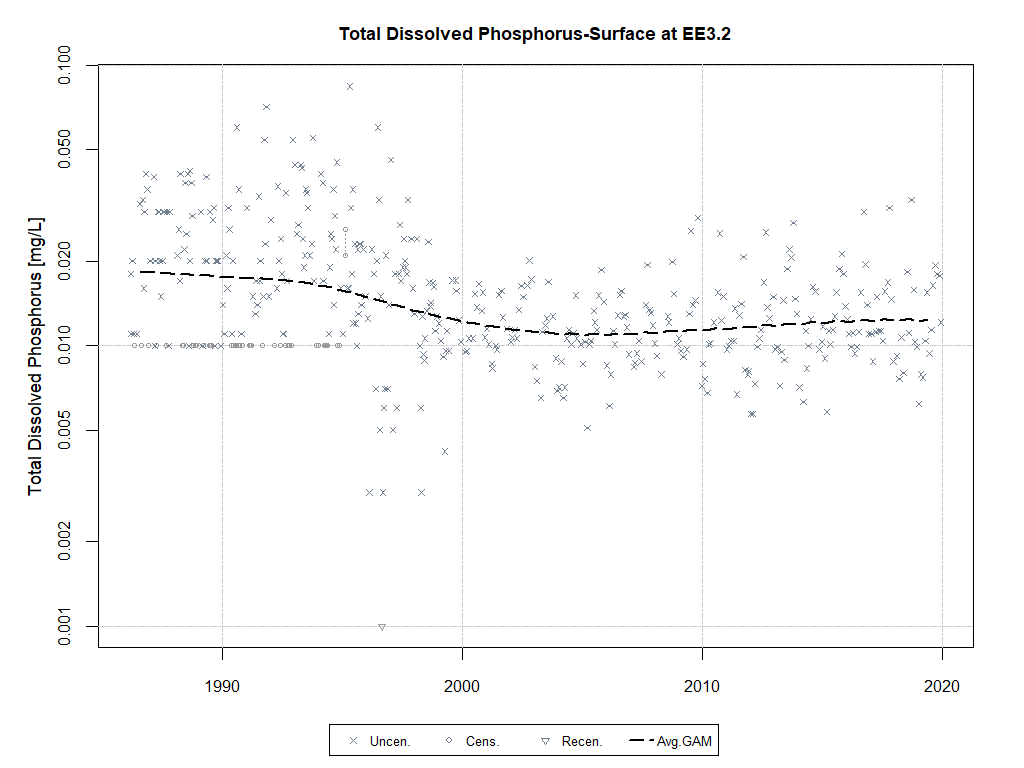 Total Dissolved Phosphorus-Surface at EE3.2
Total Dissolved Phosphorus [mg/L]
0.100
0.050
0.020
0.010
0.005
0.002
0.001
1990 2000 2010 2020
Uncen. Cens. Recen. Avg.GAM